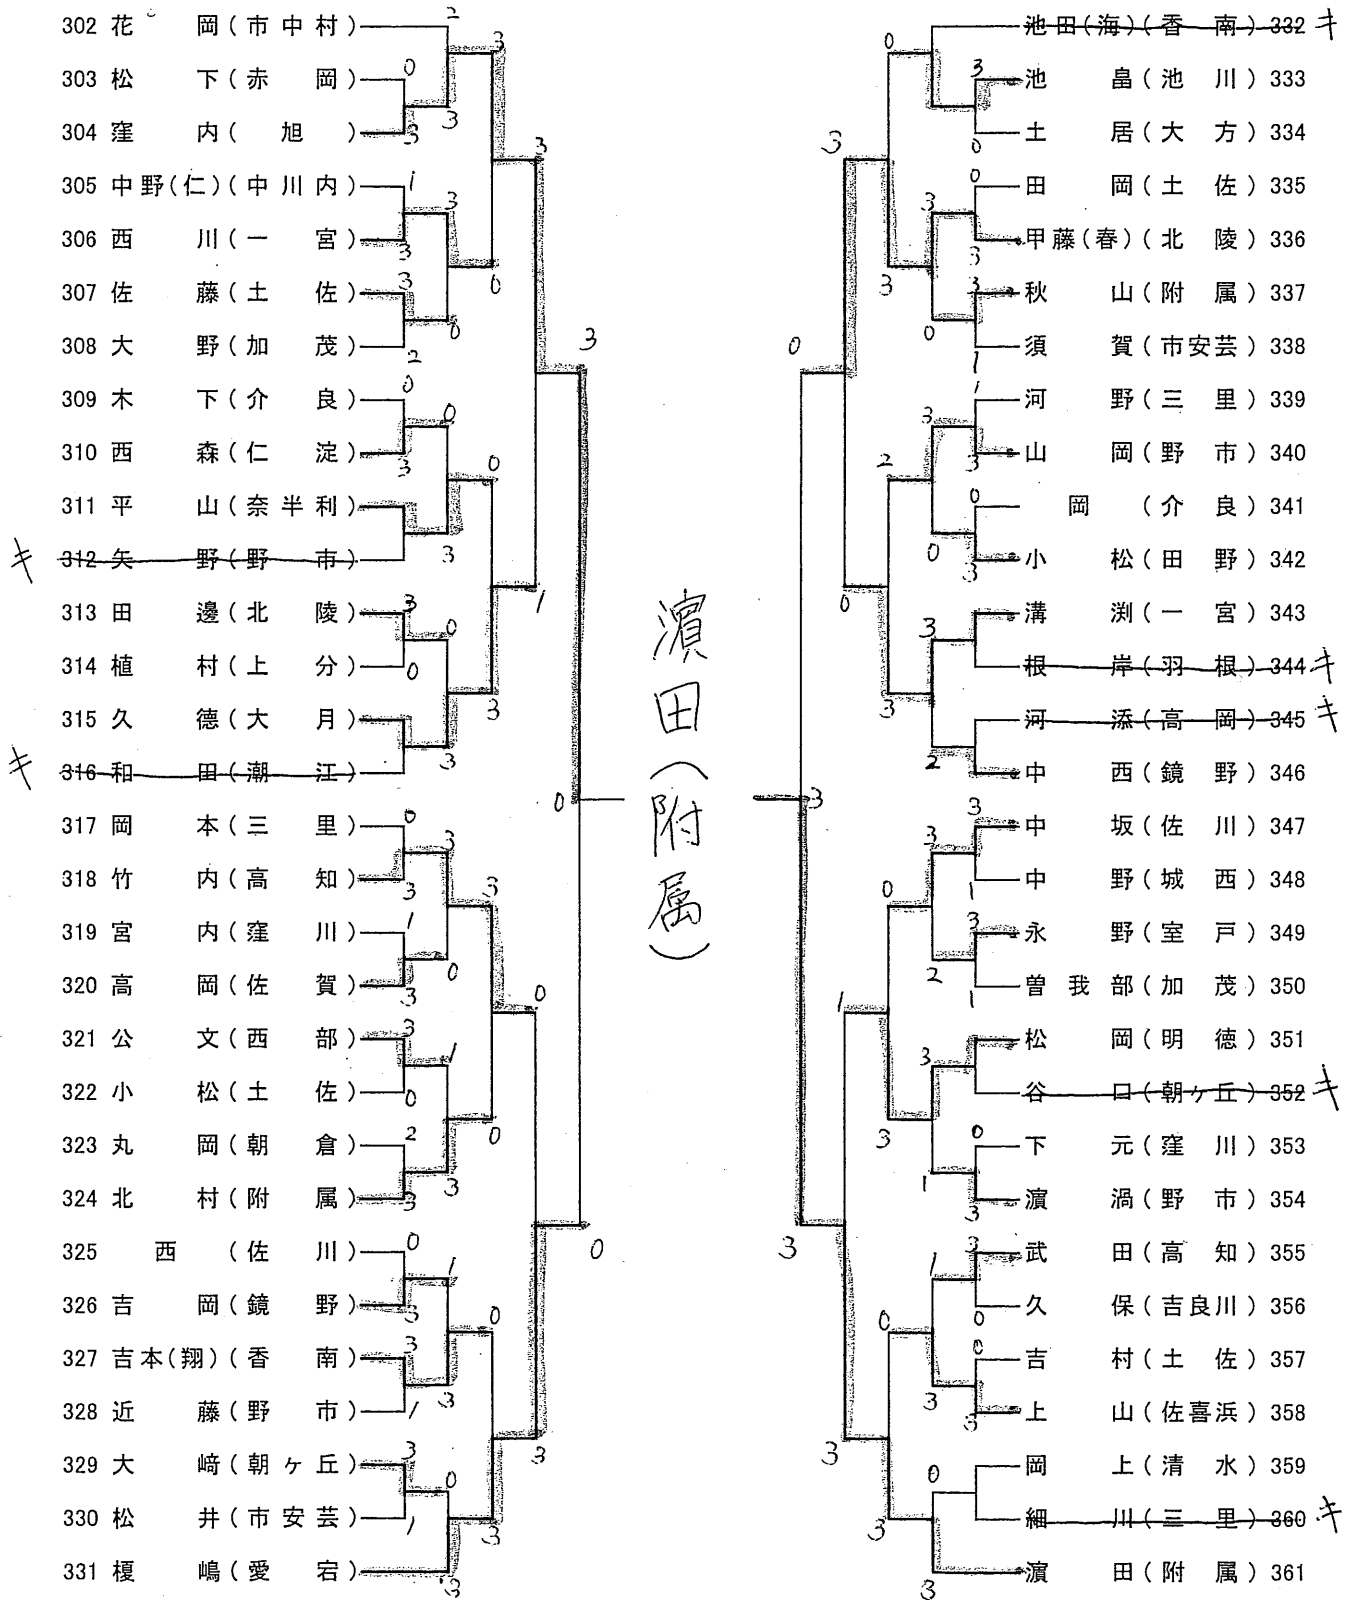 302 花岡(市中村)
303 松下(赤岡)
304 窪内(旭)
305 中野(仁)(中川内)
306 西川(一宮)
307 佐藤(土佐)
308 大野(加茂)
309 木下(介良)
310 西森(仁淀)
311 平山(奈半利)
キ 312 矢野(野市)
313 田邊(北陵)
314 植村(上分)
315 久德(大月)
キ 316 和田(潮江)
317 岡本(三里)
318 竹内(高知)
319 宮内(窪川)
320 高岡(佐賀)
321 公文(西部)
322 小松(土佐)
323 丸岡(朝倉)
324 北村(附属)
325 西(佐川)
326 吉岡(鏡野)
327 吉本(翔)(香南)
328 近藤(野市)
329 大﨑(朝ヶ丘)
330 松井(市安芸)
331 榎嶋(愛宕)
濱田(附属)
池田(海)(香南)332 キ
池畠(池川)333
土居(大方)334
田岡(土佐)335
甲藤(春)(北陵)336
秋山(附属)337
須賀(市安芸)338
河野(三里)339
山岡(野市)340
岡(介良)341
小松(田野)342
溝渕(一宮)343
根岸(羽根)344 キ
河添(高岡)345 キ
中西(鏡野)346
中坂(佐川)347
中野(城西)348
永野(室戸)349
曽我部(加茂)350
松岡(明徳)351
谷口(朝ヶ丘)352 キ
下元(窪川)353
濵渦(野市)354
武田(高知)355
久保(吉良川)356
吉村(土佐)357
上山(佐喜浜)358
岡上(清水)359
細川(三里)360 キ
濵田(附属)361